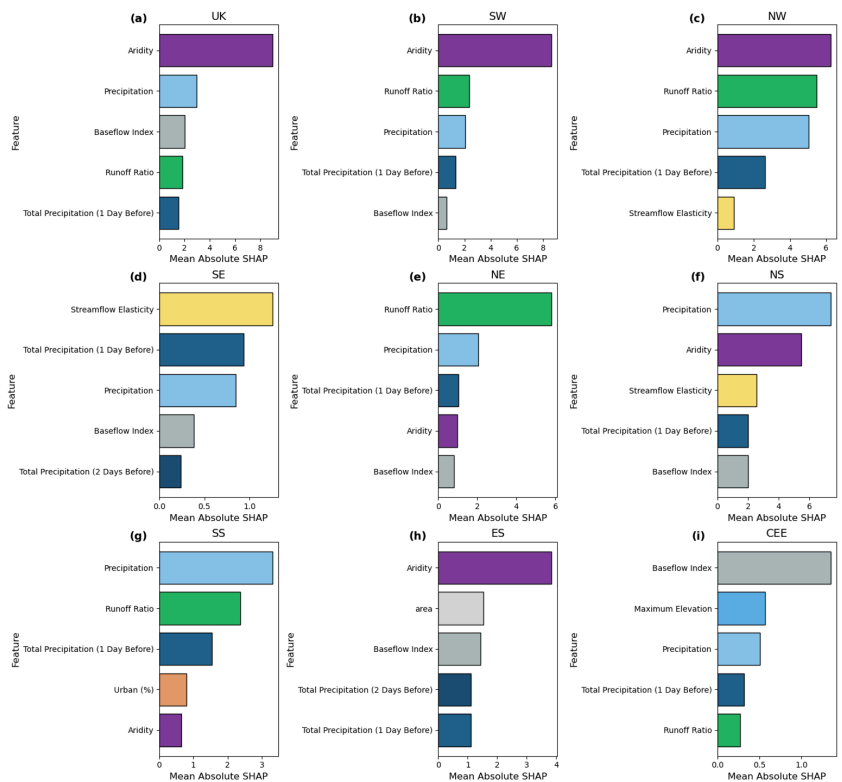 (a) UK
Aridity
Precipitation
Baseflow Index
Runoff Ratio
Total Precipitation (1 Day Before)
Feature
0 2 4 6 8
Mean Absolute SHAP
(b) SW
Aridity
Runoff Ratio
Precipitation
Total Precipitation (1 Day Before)
Baseflow Index
Feature
0 2 4 6 8
Mean Absolute SHAP
(c) NW
Aridity
Runoff Ratio
Precipitation
Total Precipitation (1 Day Before)
Streamflow Elasticity
Feature
0 2 4 6
Mean Absolute SHAP
(d) SE
Streamflow Elasticity
Total Precipitation (1 Day Before)
Precipitation
Baseflow Index
Total Precipitation (2 Days Before)
Feature
0.0 0.5 1.0
Mean Absolute SHAP
(e) NE
Runoff Ratio
Precipitation
Total Precipitation (1 Day Before)
Aridity
Baseflow Index
Feature
0 2 4 6
Mean Absolute SHAP
(f) NS
Precipitation
Aridity
Streamflow Elasticity
Total Precipitation (1 Day Before)
Baseflow Index
Feature
0 2 4 6
Mean Absolute SHAP
(g) SS
Precipitation
Runoff Ratio
Total Precipitation (1 Day Before)
Urban (%)
Aridity
Feature
0 1 2 3
Mean Absolute SHAP
(h) ES
Aridity
area
Baseflow Index
Total Precipitation (2 Days Before)
Total Precipitation (1 Day Before)
Feature
0 1 2 3 4
Mean Absolute SHAP
(i) CEE
Baseflow Index
Maximum Elevation
Precipitation
Total Precipitation (1 Day Before)
Runoff Ratio
Feature
0.0 0.5 1.0
Mean Absolute SHAP